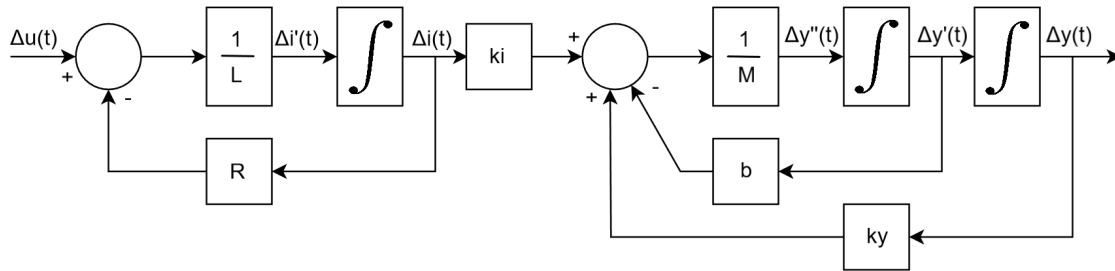 Δu(t)
+
-
1
L
Δi'(t)
∫
Δi(t)
ki
+
+
-
1
M
Δy''(t)
∫
Δy'(t)
∫
Δy(t)
R
b
ky